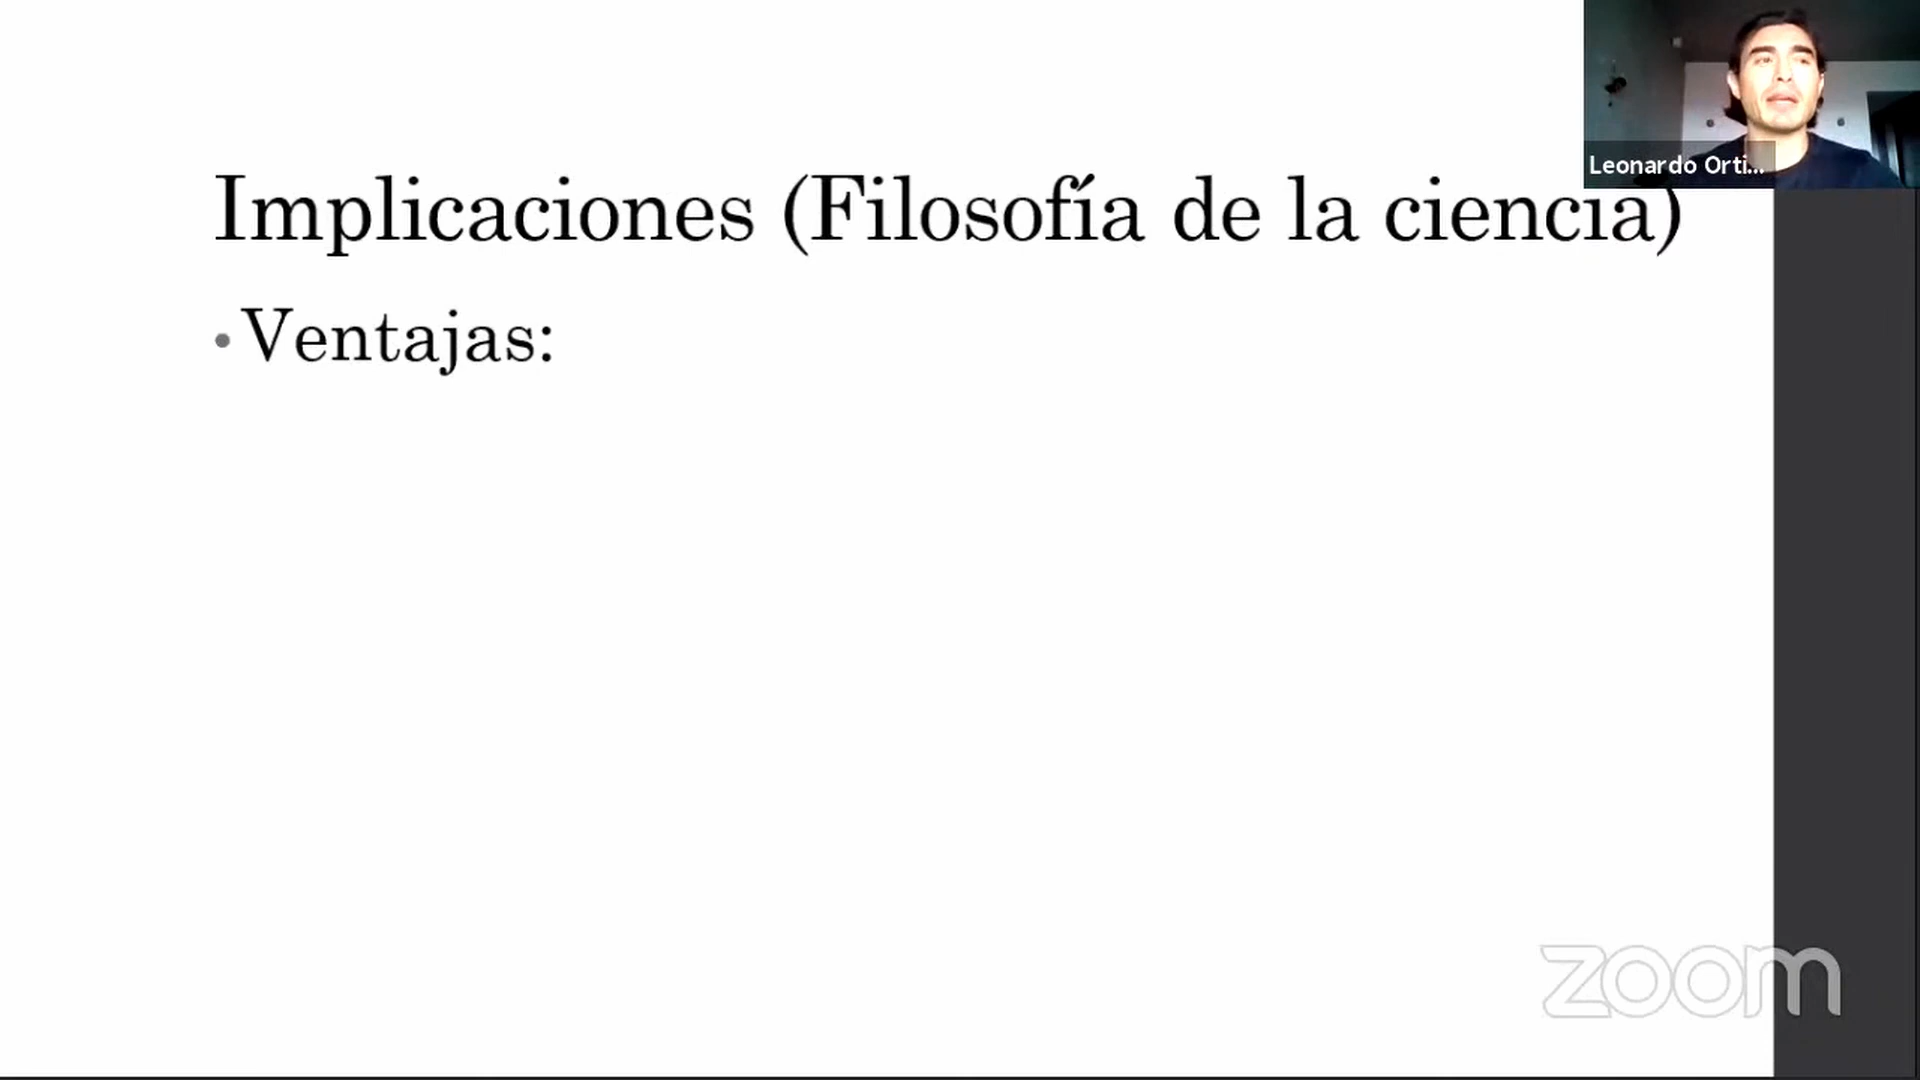 Leonardo Orti...
Implicaciones (Filosofía de la ciencia)
• Ventajas:
zoom